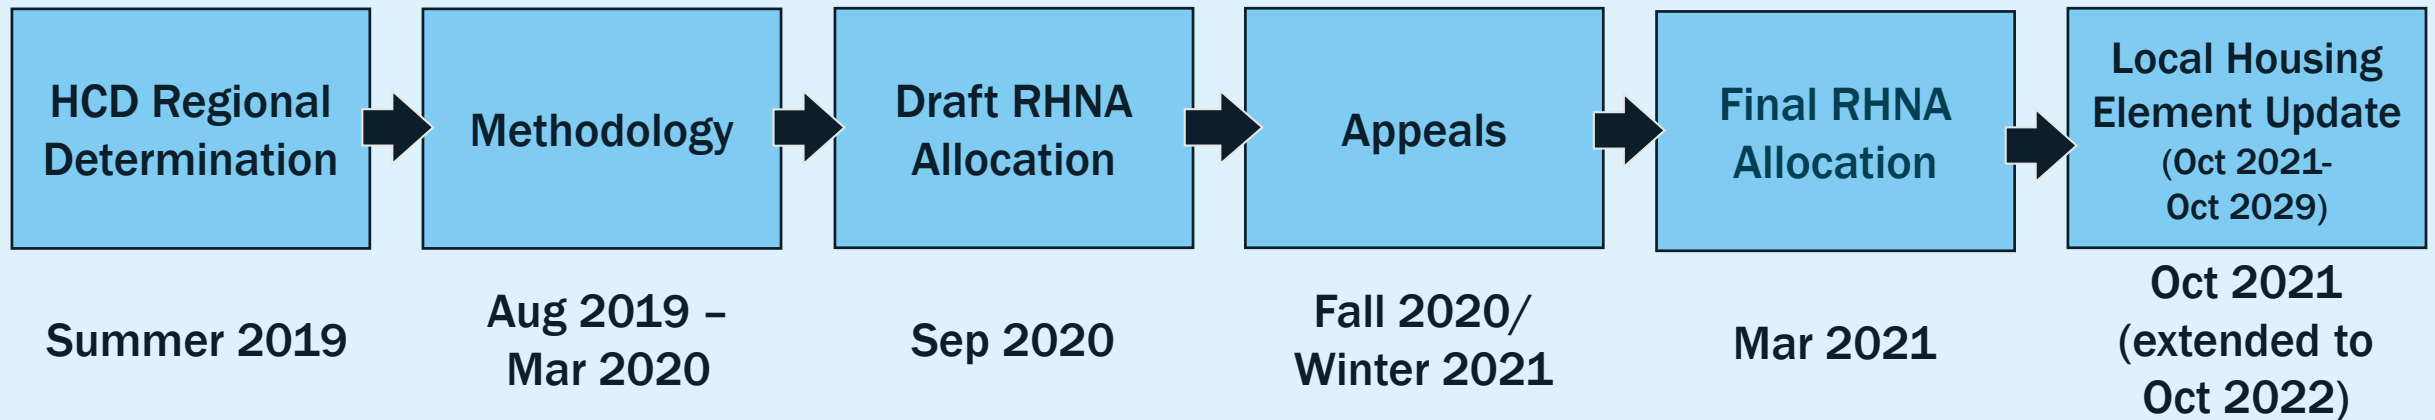 HCD Regional
Determination
Methodology
Draft RHNA
Allocation
Appeals
Final RHNA
Allocation
Local Housing
Element Update
(Oct 2021-
Oct 2029)
Summer 2019
Aug 2019 –
Mar 2020
Sep 2020
Fall 2020/
Winter 2021
Mar 2021
Oct 2021
(extended to
Oct 2022)